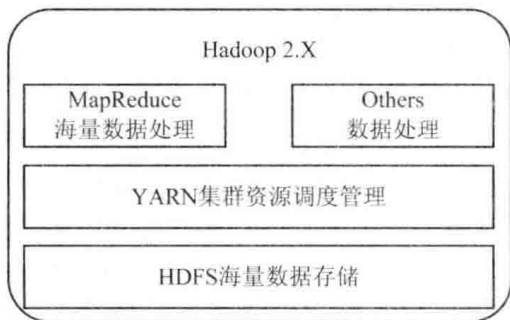 Hadoop 2.X
MapReduce
海量数据处理
Others
数据处理
YARN集群资源调度管理
HDFS海量数据存储